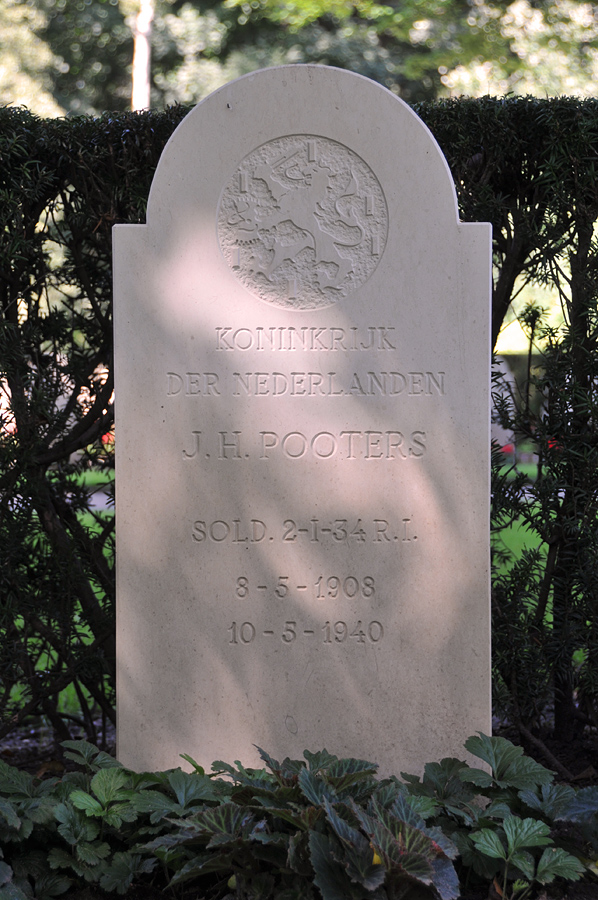 KONINKRIJK
DER NEDERLANDEN
J.H. POOTERS
SOLD. 2-I-34 R.I.
8-5-1908
10-5-1940